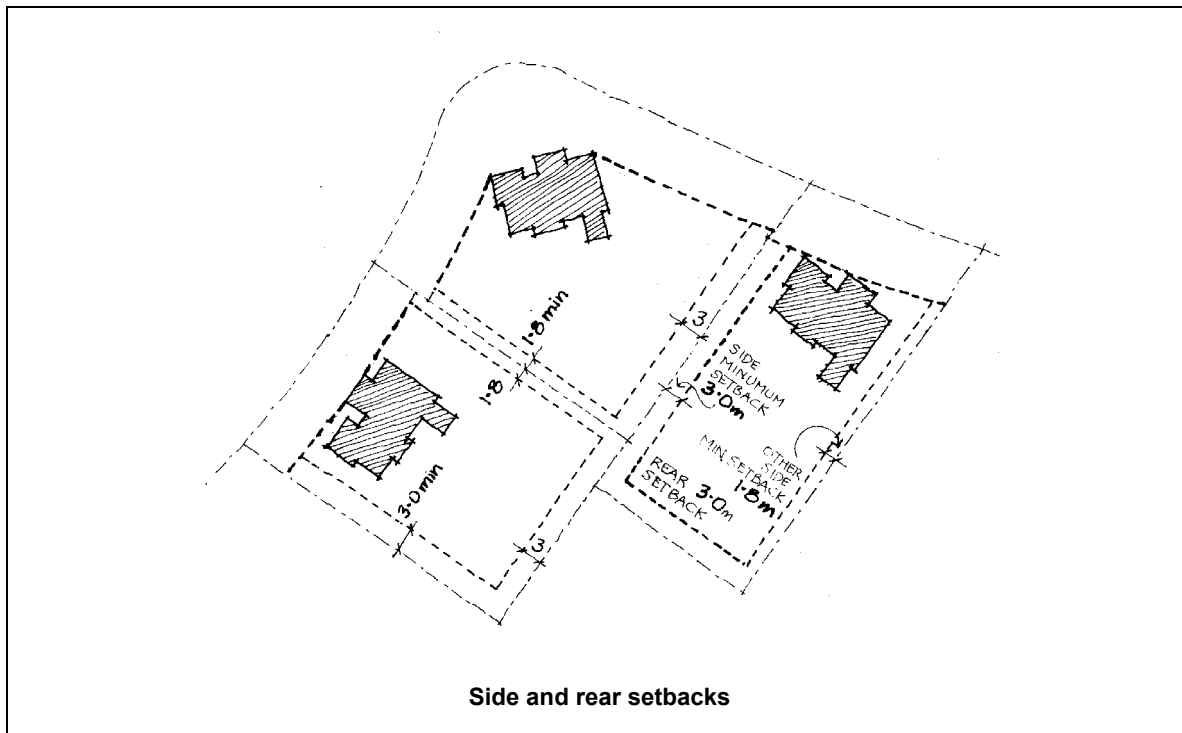 1.8 min
1.8
3
SIDE
MINUMUM
SETBACK
3.0m
OTHER
SIDE
MIN SETBACK
1.8m
REAR 3.0m
SETBACK
3.0 min
3
Side and rear setbacks